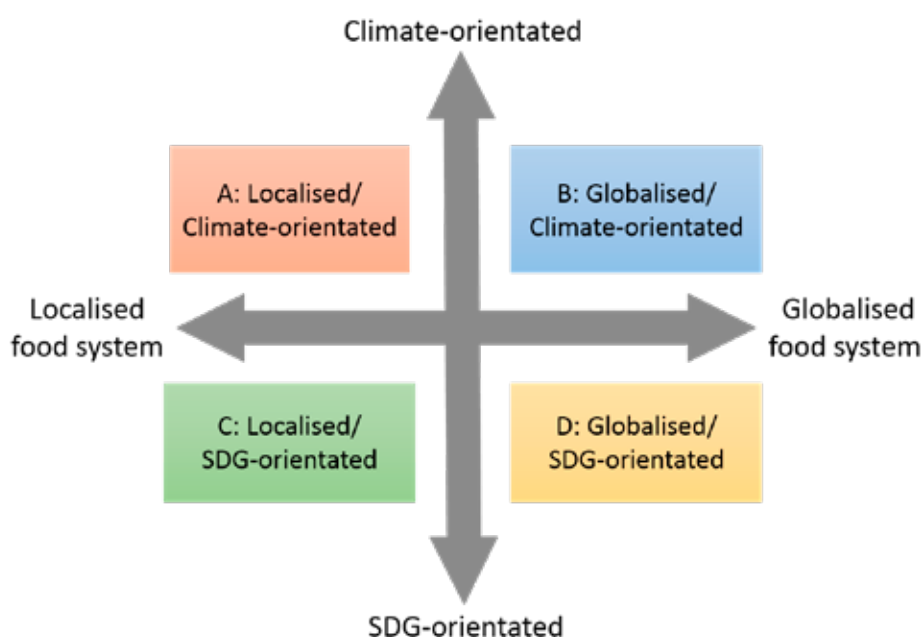 Climate-orientated
A: Localised/
Climate-orientated
B: Globalised/
Climate-orientated
Localised
food system
Globalised
food system
C: Localised/
SDG-orientated
D: Globalised/
SDG-orientated
SDG-orientated